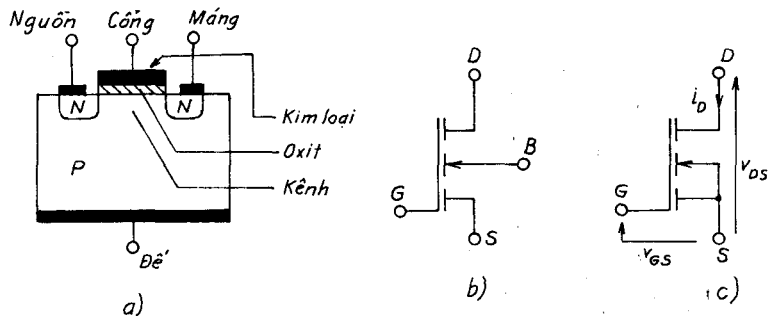 Nguồn Cổng Máng
N N
Kim loại
P
Oxit
Kênh
Đế
a)
D
B
G
S
b)
D
i_D
v_DS
G
v_GS
S
c)